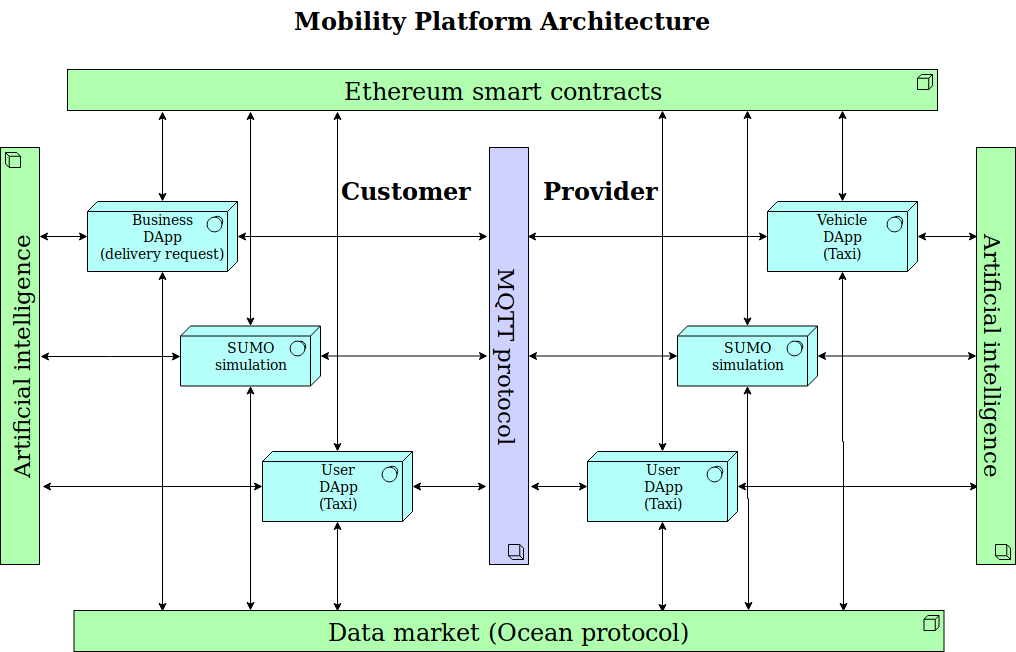 Mobility Platform Architecture
Ethereum smart contracts
Customer
Provider
Business
DApp
(delivery request)
Vehicle
DApp
(Taxi)
Artificial intelligence
MQTT protocol
Artificial intelligence
SUMO
simulation
SUMO
simulation
User
DApp
(Taxi)
User
DApp
(Taxi)
Data market (Ocean protocol)